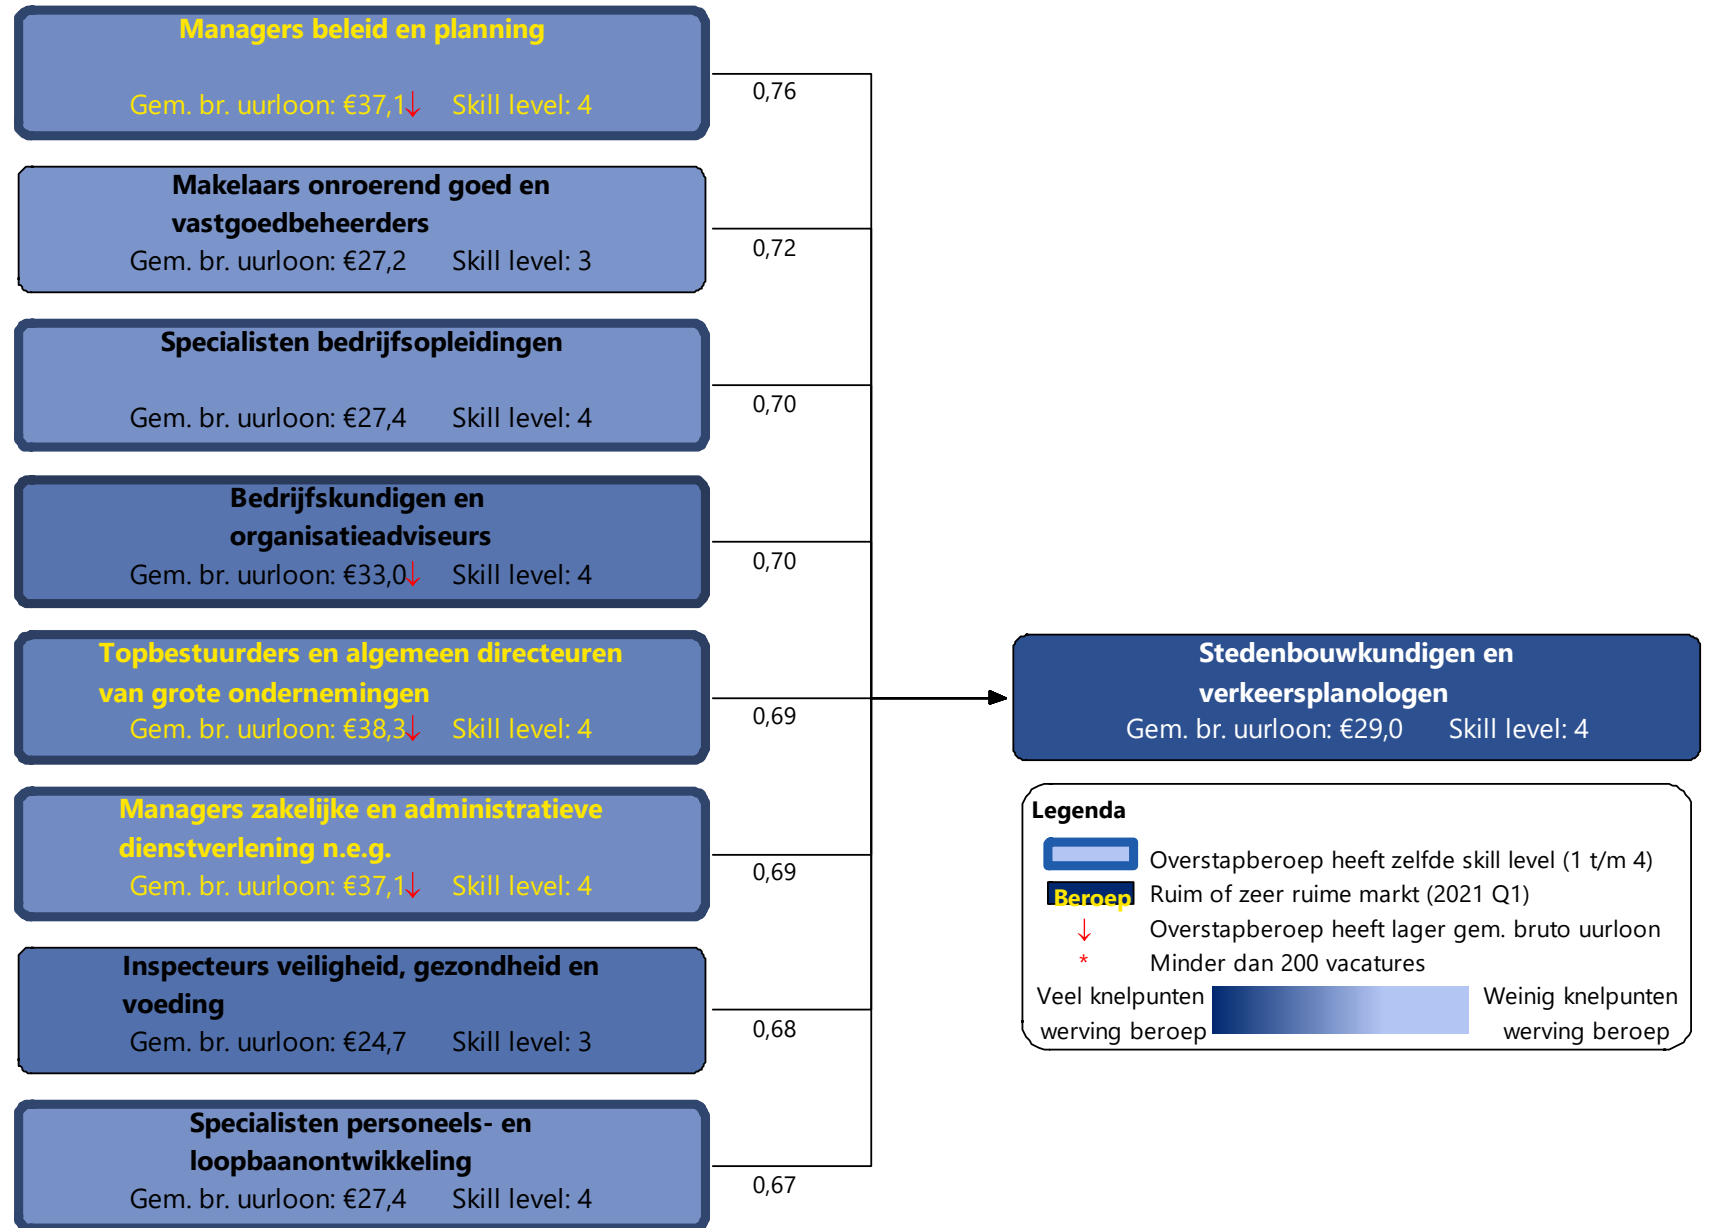 Managers beleid en planning
Gem. br. uurloon: €37,1↓ Skill level: 4
0,76
Makelaars onroerend goed en
vastgoedbeheerders
Gem. br. uurloon: €27,2 Skill level: 3
0,72
Specialisten bedrijfsopleidingen
Gem. br. uurloon: €27,4 Skill level: 4
0,70
Bedrijfskundigen en
organisatieadviseurs
Gem. br. uurloon: €33,0↓ Skill level: 4
0,70
Topbestuurders en algemeen directeuren
van grote ondernemingen
Gem. br. uurloon: €38,3↓ Skill level: 4
0,69
Managers zakelijke en administratieve
dienstverlening n.e.g.
Gem. br. uurloon: €37,1↓ Skill level: 4
0,69
Inspecteurs veiligheid, gezondheid en
voeding
Gem. br. uurloon: €24,7 Skill level: 3
0,68
Specialisten personeels- en
loopbaanontwikkeling
Gem. br. uurloon: €27,4 Skill level: 4
0,67
Stedenbouwkundigen en
verkeersplanologen
Gem. br. uurloon: €29,0 Skill level: 4
Legenda
Overstapberoep heeft zelfde skill level (1 t/m 4)
Beroep Ruim of zeer ruime markt (2021 Q1)
↓ Overstapberoep heeft lager gem. bruto uurloon
* Minder dan 200 vacatures
Veel knelpunten Weinig knelpunten
werving beroep werving beroep